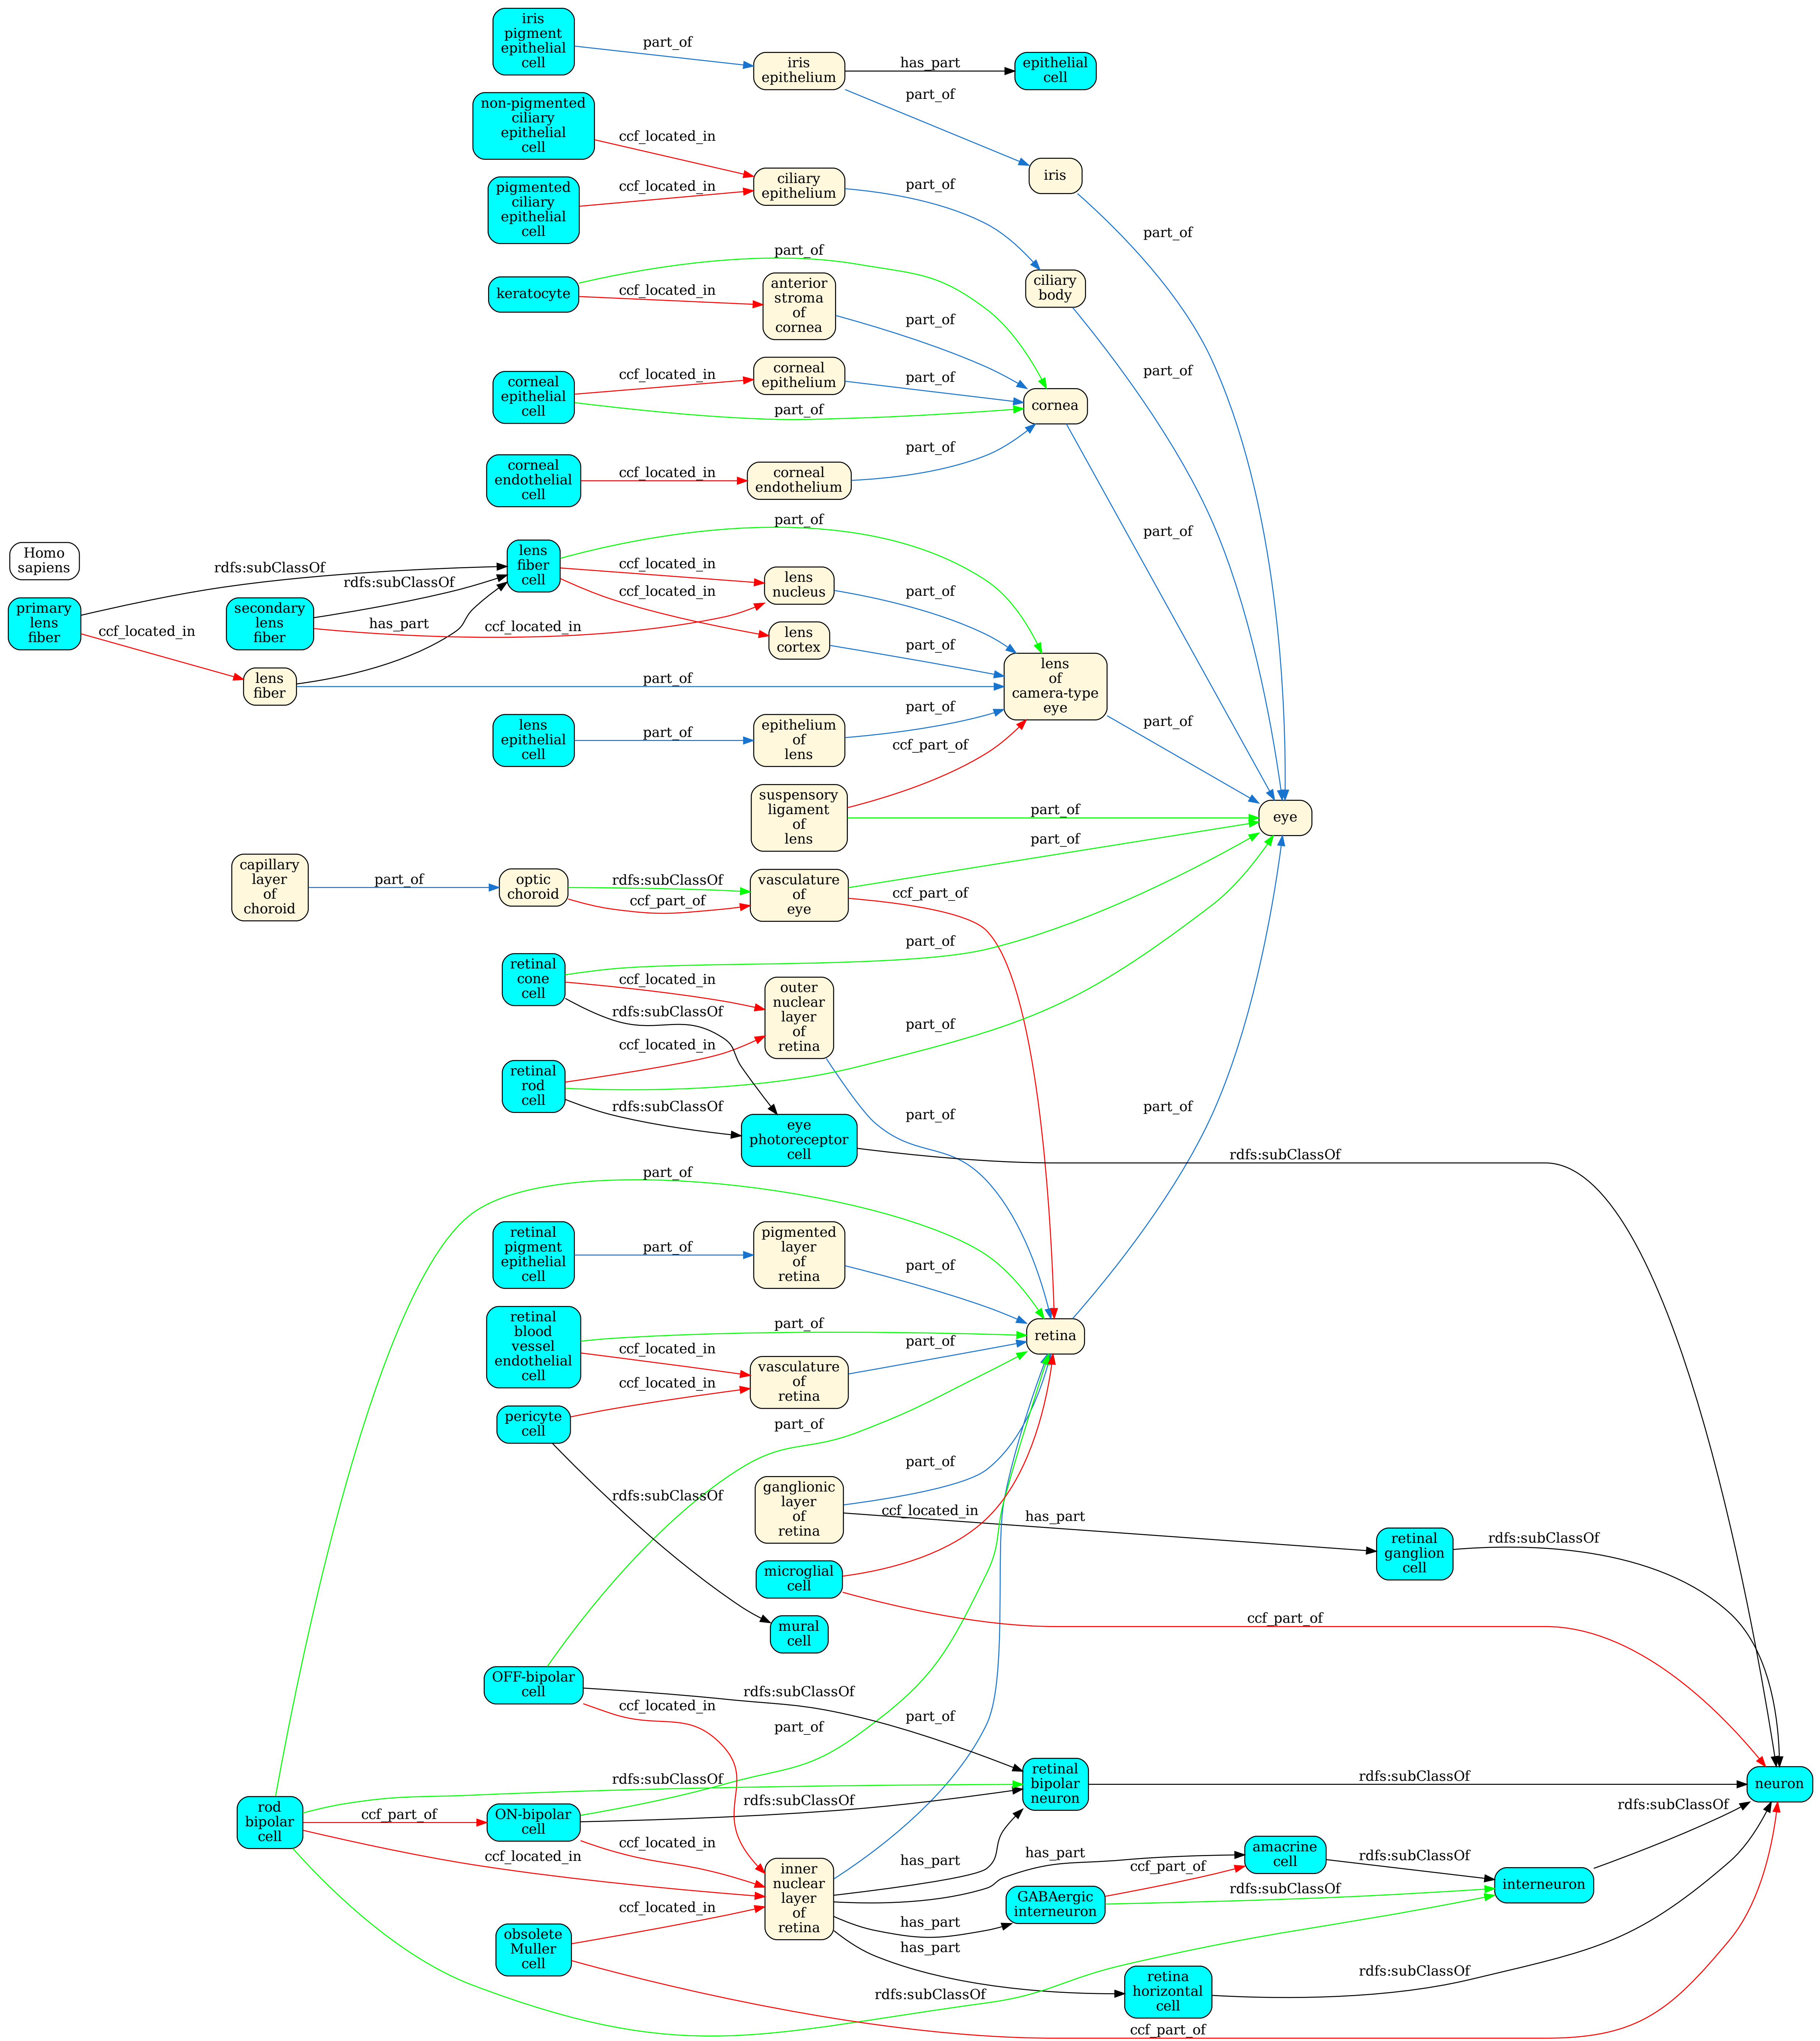 iris
pigment
epithelial
cell
part_of
iris
epithelium
has_part
epithelial
cell
part_of
non-pigmented
ciliary
epithelial
cell
ccf_located_in
pigmented
ciliary
epithelial
cell
ccf_located_in
ciliary
epithelium
part_of
iris
part_of
keratocyte
part_of
ccf_located_in
anterior
stroma
of
cornea
part_of
ciliary
body
part_of
corneal
epithelial
cell
ccf_located_in
part_of
corneal
epithelium
part_of
cornea
part_of
corneal
endothelial
cell
ccf_located_in
corneal
endothelium
part_of
Homo
sapiens
primary
lens
fiber
rdfs:subClassOf
ccf_located_in
secondary
lens
fiber
rdfs:subClassOf
has_part
ccf_located_in
lens
fiber
part_of
lens
fiber
cell
part_of
ccf_located_in
ccf_located_in
lens
nucleus
part_of
lens
cortex
part_of
lens
of
camera-type
eye
part_of
lens
epithelial
cell
part_of
epithelium
of
lens
part_of
ccf_part_of
suspensory
ligament
of
lens
part_of
eye
capillary
layer
of
choroid
part_of
optic
choroid
rdfs:subClassOf
ccf_part_of
vasculature
of
eye
part_of
ccf_part_of
retinal
cone
cell
part_of
ccf_located_in
rdfs:subClassOf
outer
nuclear
layer
of
retina
part_of
retinal
rod
cell
ccf_located_in
part_of
rdfs:subClassOf
eye
photoreceptor
cell
rdfs:subClassOf
part_of
part_of
retinal
pigment
epithelial
cell
part_of
pigmented
layer
of
retina
part_of
retinal
blood
vessel
endothelial
cell
part_of
ccf_located_in
vasculature
of
retina
part_of
retina
pericyte
cell
ccf_located_in
rdfs:subClassOf
part_of
ganglionic
layer
of
retina
part_of
has_part
retinal
ganglion
cell
rdfs:subClassOf
microglial
cell
ccf_located_in
ccf_part_of
mural
cell
OFF-bipolar
cell
rdfs:subClassOf
ccf_located_in
part_of
part_of
rod
bipolar
cell
rdfs:subClassOf
ccf_part_of
ccf_located_in
ON-bipolar
cell
rdfs:subClassOf
ccf_located_in
retinal
bipolar
neuron
rdfs:subClassOf
neuron
inner
nuclear
layer
of
retina
has_part
has_part
has_part
has_part
GABAergic
interneuron
ccf_part_of
rdfs:subClassOf
amacrine
cell
rdfs:subClassOf
interneuron
rdfs:subClassOf
obsolete
Muller
cell
ccf_located_in
retina
horizontal
cell
rdfs:subClassOf
rdfs:subClassOf
ccf_part_of